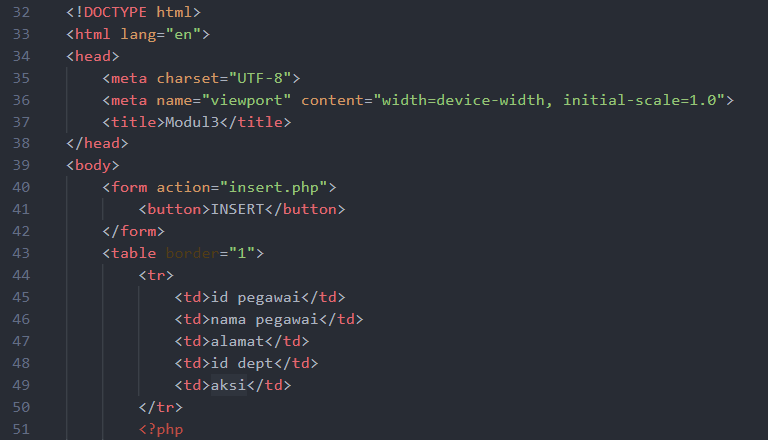 32 <!DOCTYPE html>
33 <html lang="en">
34 <head>
35 <meta charset="UTF-8">
36 <meta name="viewport" content="width=device-width, initial-scale=1.0">
37 <title>Modul3</title>
38 </head>
39 <body>
40 <form action="insert.php">
41 <button>INSERT</button>
42 </form>
43 <table border="1">
44 <tr>
45 <td>id pegawai</td>
46 <td>nama pegawai</td>
47 <td>alamat</td>
48 <td>id dept</td>
49 <td>aksi</td>
50 </tr>
51 <?php